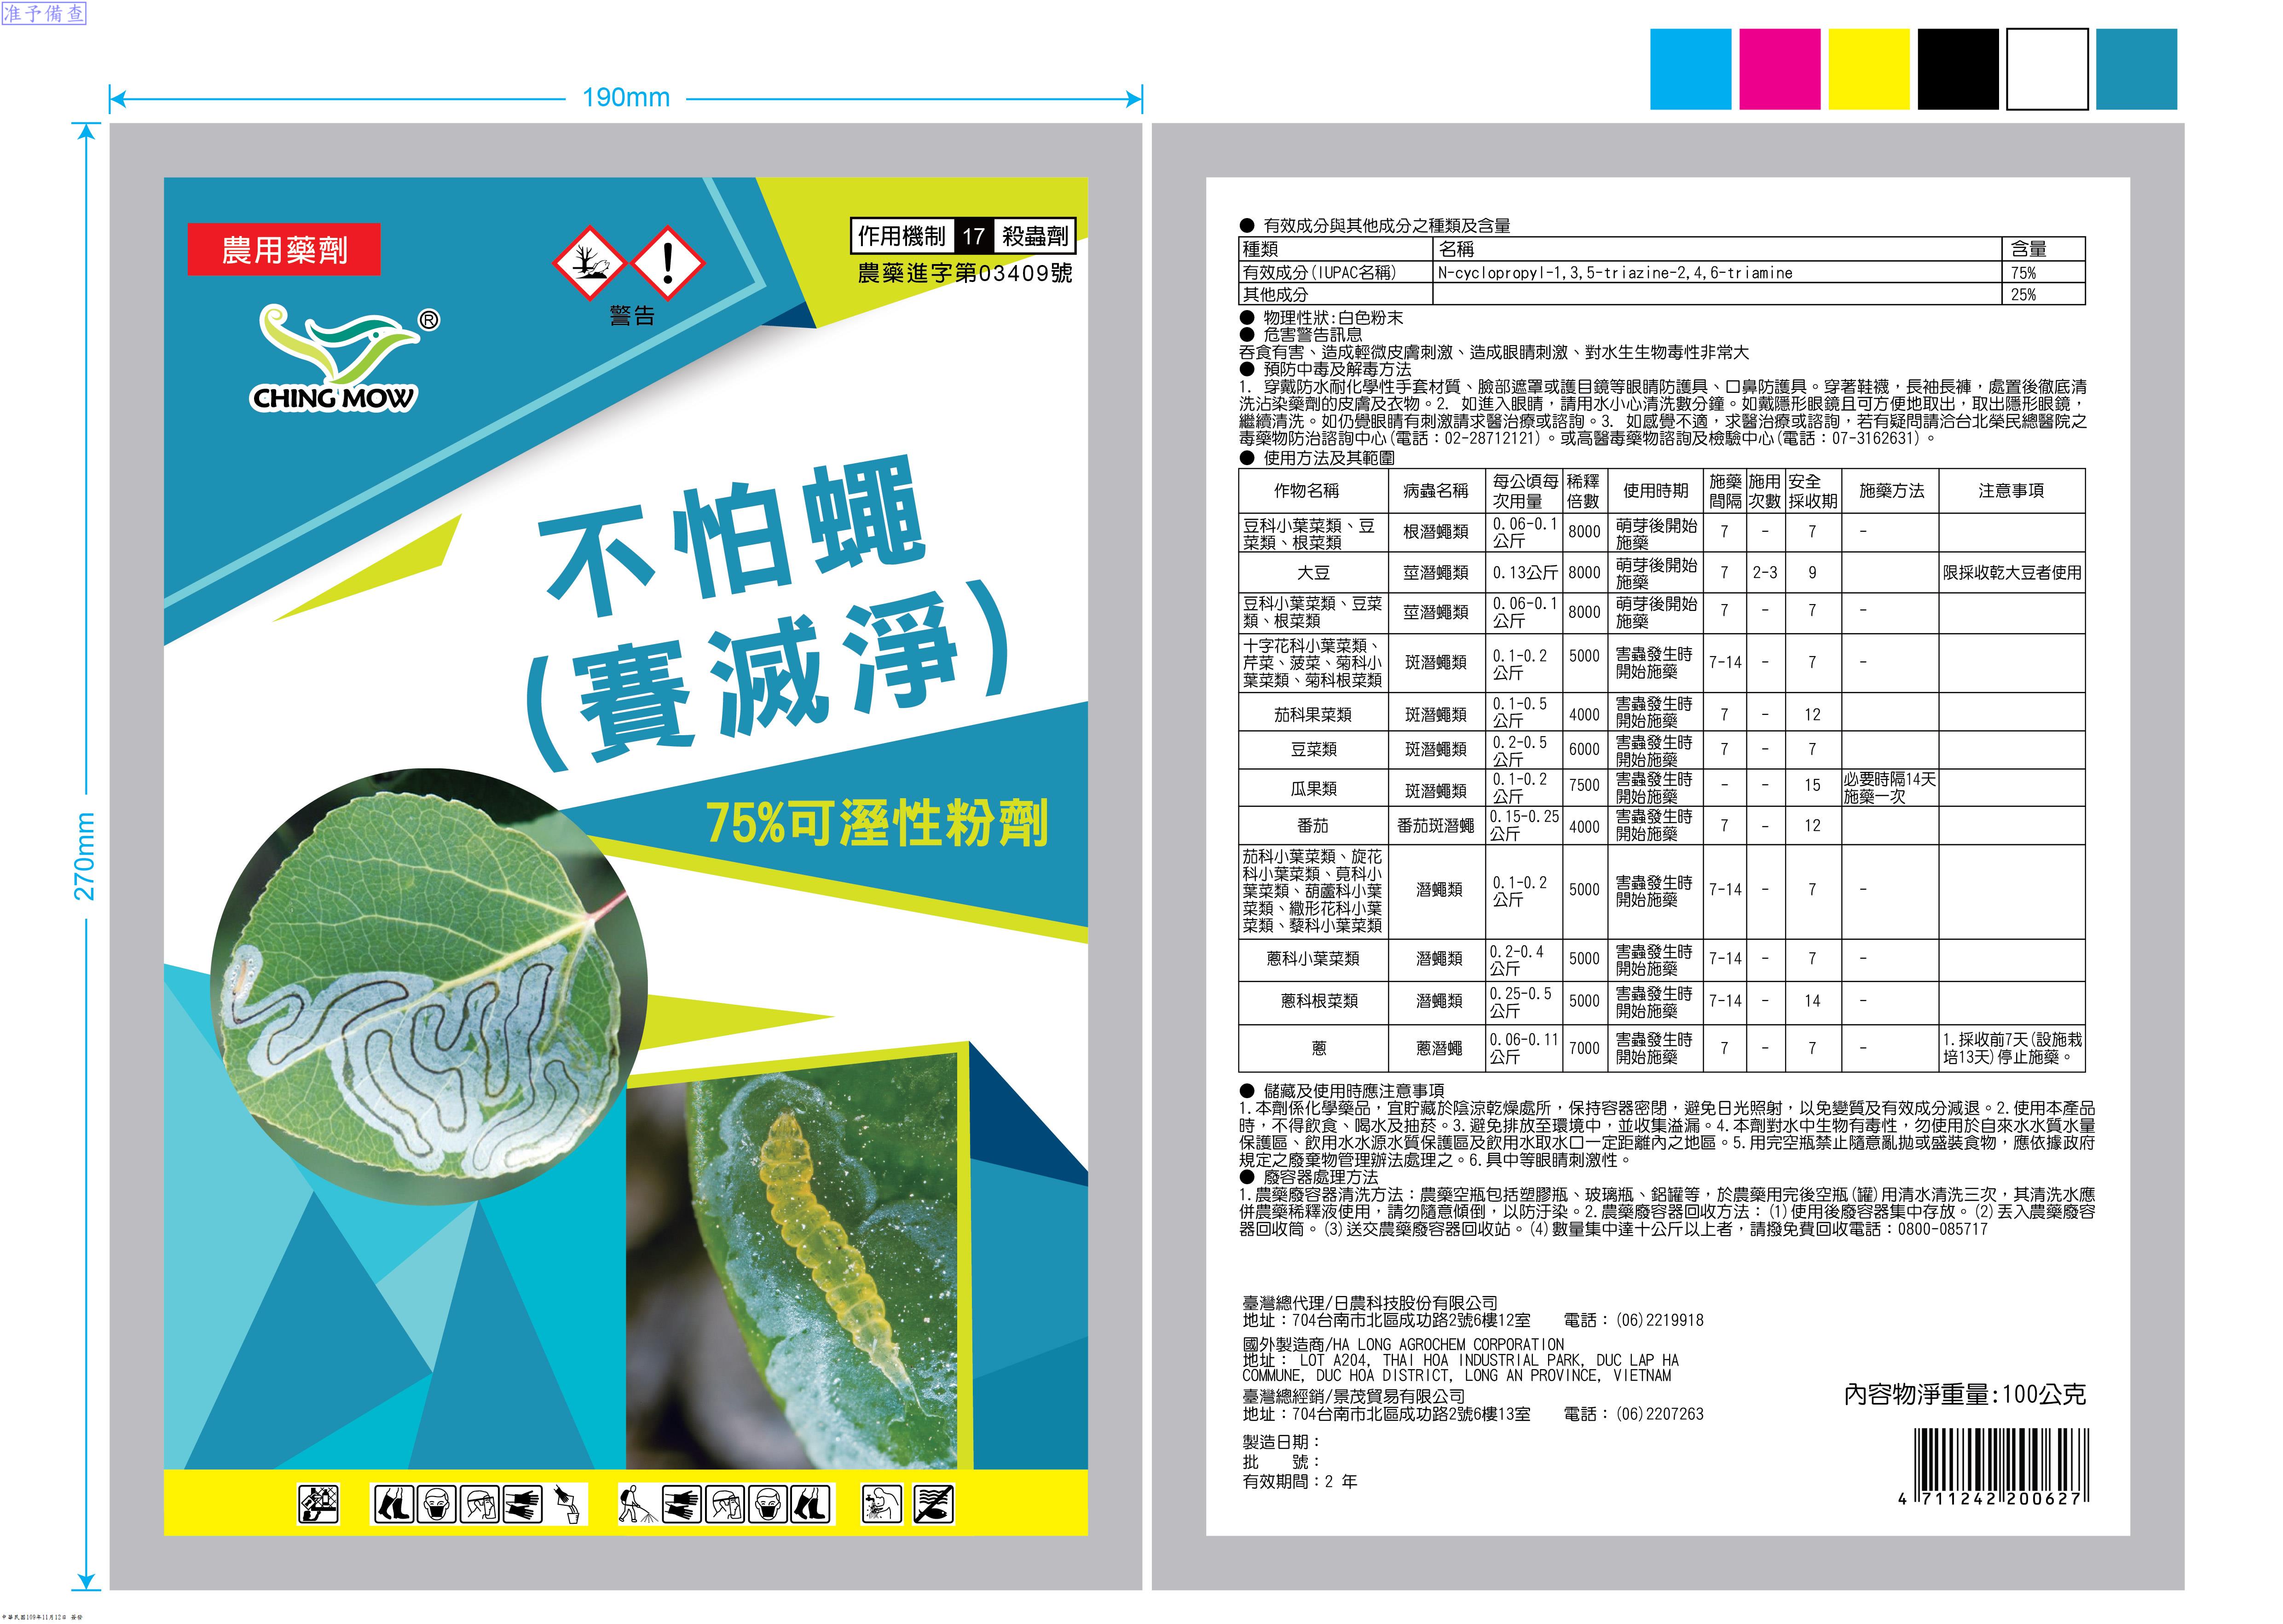 准予備查
190mm
270mm
農用藥劑
CHING MOW
®
警告
作用機制 17 殺蟲劑
農藥進字第03409號
不怕蠅
(賽滅淨)
75%可溼性粉劑
● 有效成分與其他成分之種類及含量
種類 名稱 含量
有效成分(IUPAC名稱) N-cyclopropyl-1,3,5-triazine-2,4,6-triamine 75%
其他成分 25%
● 物理性狀:白色粉末
● 危害警告訊息
吞食有害、造成輕微皮膚刺激、造成眼睛刺激、對水生生物毒性非常大
● 預防中毒及解毒方法
1. 穿戴防水耐化學性手套材質、臉部遮罩或護目鏡等眼睛防護具、口鼻防護具。穿著鞋襪，長袖長褲，處置後徹底清
洗沾染藥劑的皮膚及衣物。2. 如進入眼睛，請用水小心清洗數分鐘。如戴隱形眼鏡且可方便地取出，取出隱形眼鏡，
繼續清洗。如仍覺眼睛有刺激請求醫治療或諮詢。3. 如感覺不適，求醫治療或諮詢，若有疑問請洽台北榮民總醫院之
毒藥物防治諮詢中心(電話：02-28712121)。或高醫毒藥物諮詢及檢驗中心(電話：07-3162631)。
● 使用方法及其範圍
作物名稱 病蟲名稱 每公頃每次用量 稀釋倍數 使用時期 施藥間隔 施用次數 安全採收期 施藥方法 注意事項
豆科小葉菜類、豆菜類、根菜類 根潛蠅類 0.06-0.1公斤 8000 萌芽後開始施藥 7 - 7 -
大豆 莖潛蠅類 0.13公斤 8000 萌芽後開始施藥 7 2-3 9 限採收乾大豆者使用
豆科小葉菜類、豆菜類、根菜類 莖潛蠅類 0.06-0.1公斤 8000 萌芽後開始施藥 7 - 7 -
十字花科小葉菜類、芹菜、菠菜、菊科小葉菜類、菊科根菜類 斑潛蠅類 0.1-0.2公斤 5000 害蟲發生時開始施藥 7-14 - 7 -
茄科果菜類 斑潛蠅類 0.1-0.5公斤 4000 害蟲發生時開始施藥 7 - 12
豆菜類 斑潛蠅類 0.2-0.5公斤 6000 害蟲發生時開始施藥 7 - 7
瓜果類 斑潛蠅類 0.1-0.2公斤 7500 害蟲發生時開始施藥 - - 15 必要時隔14天施藥一次
番茄 番茄斑潛蠅 0.15-0.25公斤 4000 害蟲發生時開始施藥 7 - 12
茄科小葉菜類、旋花科小葉菜類、莧科小葉菜類、葫蘆科小葉菜類、繖形花科小葉菜類、藜科小葉菜類 潛蠅類 0.1-0.2公斤 5000 害蟲發生時開始施藥 7-14 - 7 -
蔥科小葉菜類 潛蠅類 0.2-0.4公斤 5000 害蟲發生時開始施藥 7-14 - 7 -
蔥科根菜類 潛蠅類 0.25-0.5公斤 5000 害蟲發生時開始施藥 7-14 - 14 -
蔥 蔥潛蠅 0.06-0.11公斤 7000 害蟲發生時開始施藥 7 - 7 - 1.採收前7天(設施栽培13天)停止施藥。
● 儲藏及使用時應注意事項
1.本劑係化學藥品，宜貯藏於陰涼乾燥處所，保持容器密閉，避免日光照射，以免變質及有效成分減退。2.使用本產品
時，不得飲食、喝水及抽菸。3.避免排放至環境中，並收集溢漏。4.本劑對水中生物有毒性，勿使用於自來水水質水量
保護區、飲用水水源水質保護區及飲用水取水口一定距離內之地區。5.用完空瓶禁止隨意亂拋或盛裝食物，應依據政府
規定之廢棄物管理辦法處理之。6.具中等眼睛刺激性。
● 廢容器處理方法
1.農藥廢容器清洗方法：農藥空瓶包括塑膠瓶、玻璃瓶、鋁罐等，於農藥用完後空瓶(罐)用清水清洗三次，其清洗水應
併農藥稀釋液使用，請勿隨意傾倒，以防汙染。2.農藥廢容器回收方法：(1)使用後廢容器集中存放。(2)丟入農藥廢容
器回收筒。(3)送交農藥廢容器回收站。(4)數量集中達十公斤以上者，請撥免費回收電話：0800-085717
臺灣總代理/日農科技股份有限公司
地址：704台南市北區成功路2號6樓12室 電話：(06)2219918
國外製造商/HA LONG AGROCHEM CORPORATION
地址： LOT A204, THAI HOA INDUSTRIAL PARK, DUC LAP HA
COMMUNE, DUC HOA DISTRICT, LONG AN PROVINCE, VIETNAM
臺灣總經銷/景茂貿易有限公司
地址：704台南市北區成功路2號6樓13室 電話：(06)2207263
製造日期：
批 號：
有效期間：2 年
內容物淨重量:100公克
4 711242 200627
中華民國109年11月12日